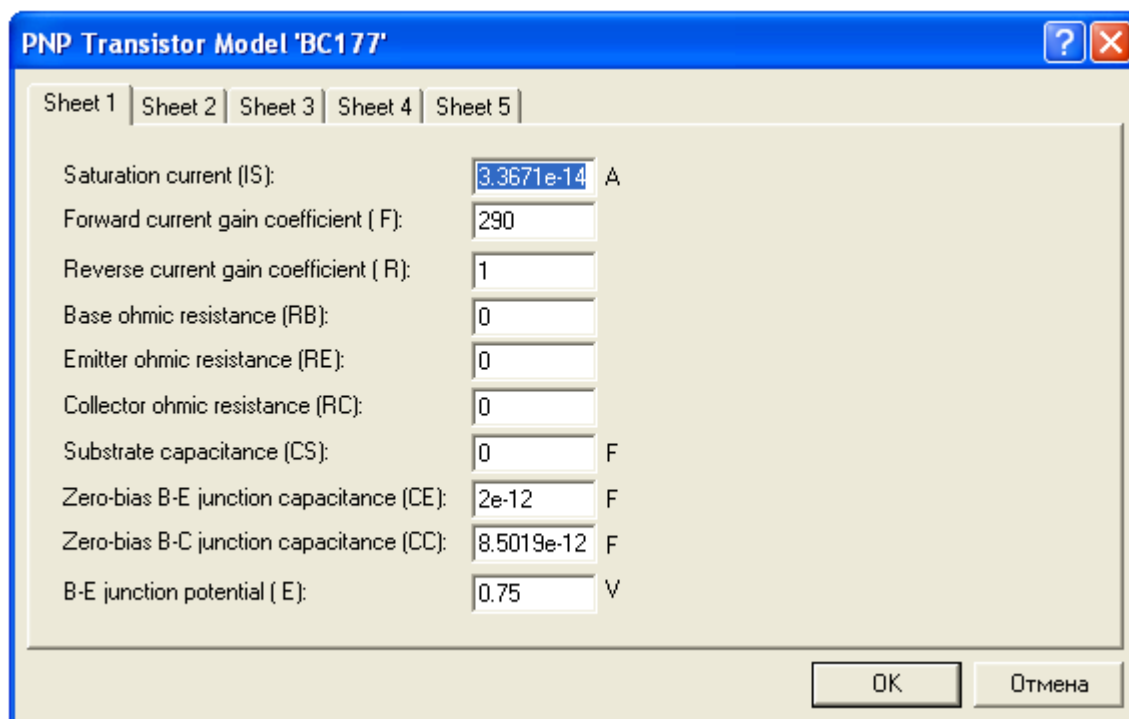 PNP Transistor Model 'BC177'
Sheet 1 Sheet 2 Sheet 3 Sheet 4 Sheet 5
Saturation current (IS): 3.3671e-14 A
Forward current gain coefficient ( F): 290
Reverse current gain coefficient ( R): 1
Base ohmic resistance (RB): 0
Emitter ohmic resistance (RE): 0
Collector ohmic resistance (RC): 0
Substrate capacitance (CS): 0 F
Zero-bias B-E junction capacitance (CE): 2e-12 F
Zero-bias B-C junction capacitance (CC): 8.5019e-12 F
B-E junction potential ( E): 0.75 V
OK Отмена